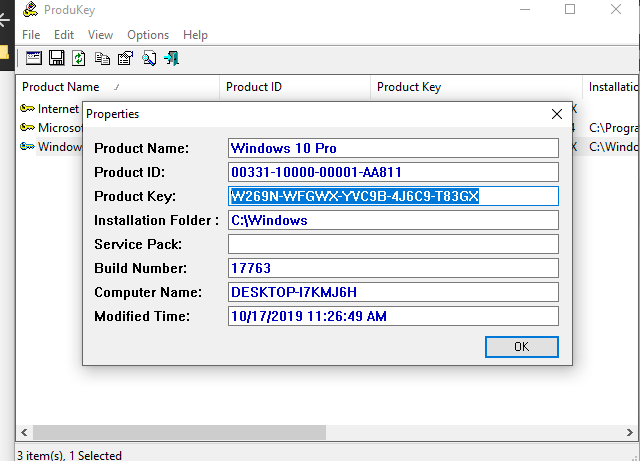 ProduKey
File Edit View Options Help
Product Name Product ID Product Key Installation
Internet
Microsof
Window
X
4 C:\Progra
X C:\Windo
Properties
Product Name: Windows 10 Pro
Product ID: 00331-10000-00001-AA811
Product Key: W269N-WFGWX-YVC9B-4J6C9-T83GX
Installation Folder : C:\Windows
Service Pack:
Build Number: 17763
Computer Name: DESKTOP-I7KMJ6H
Modified Time: 10/17/2019 11:26:49 AM
OK
3 item(s), 1 Selected